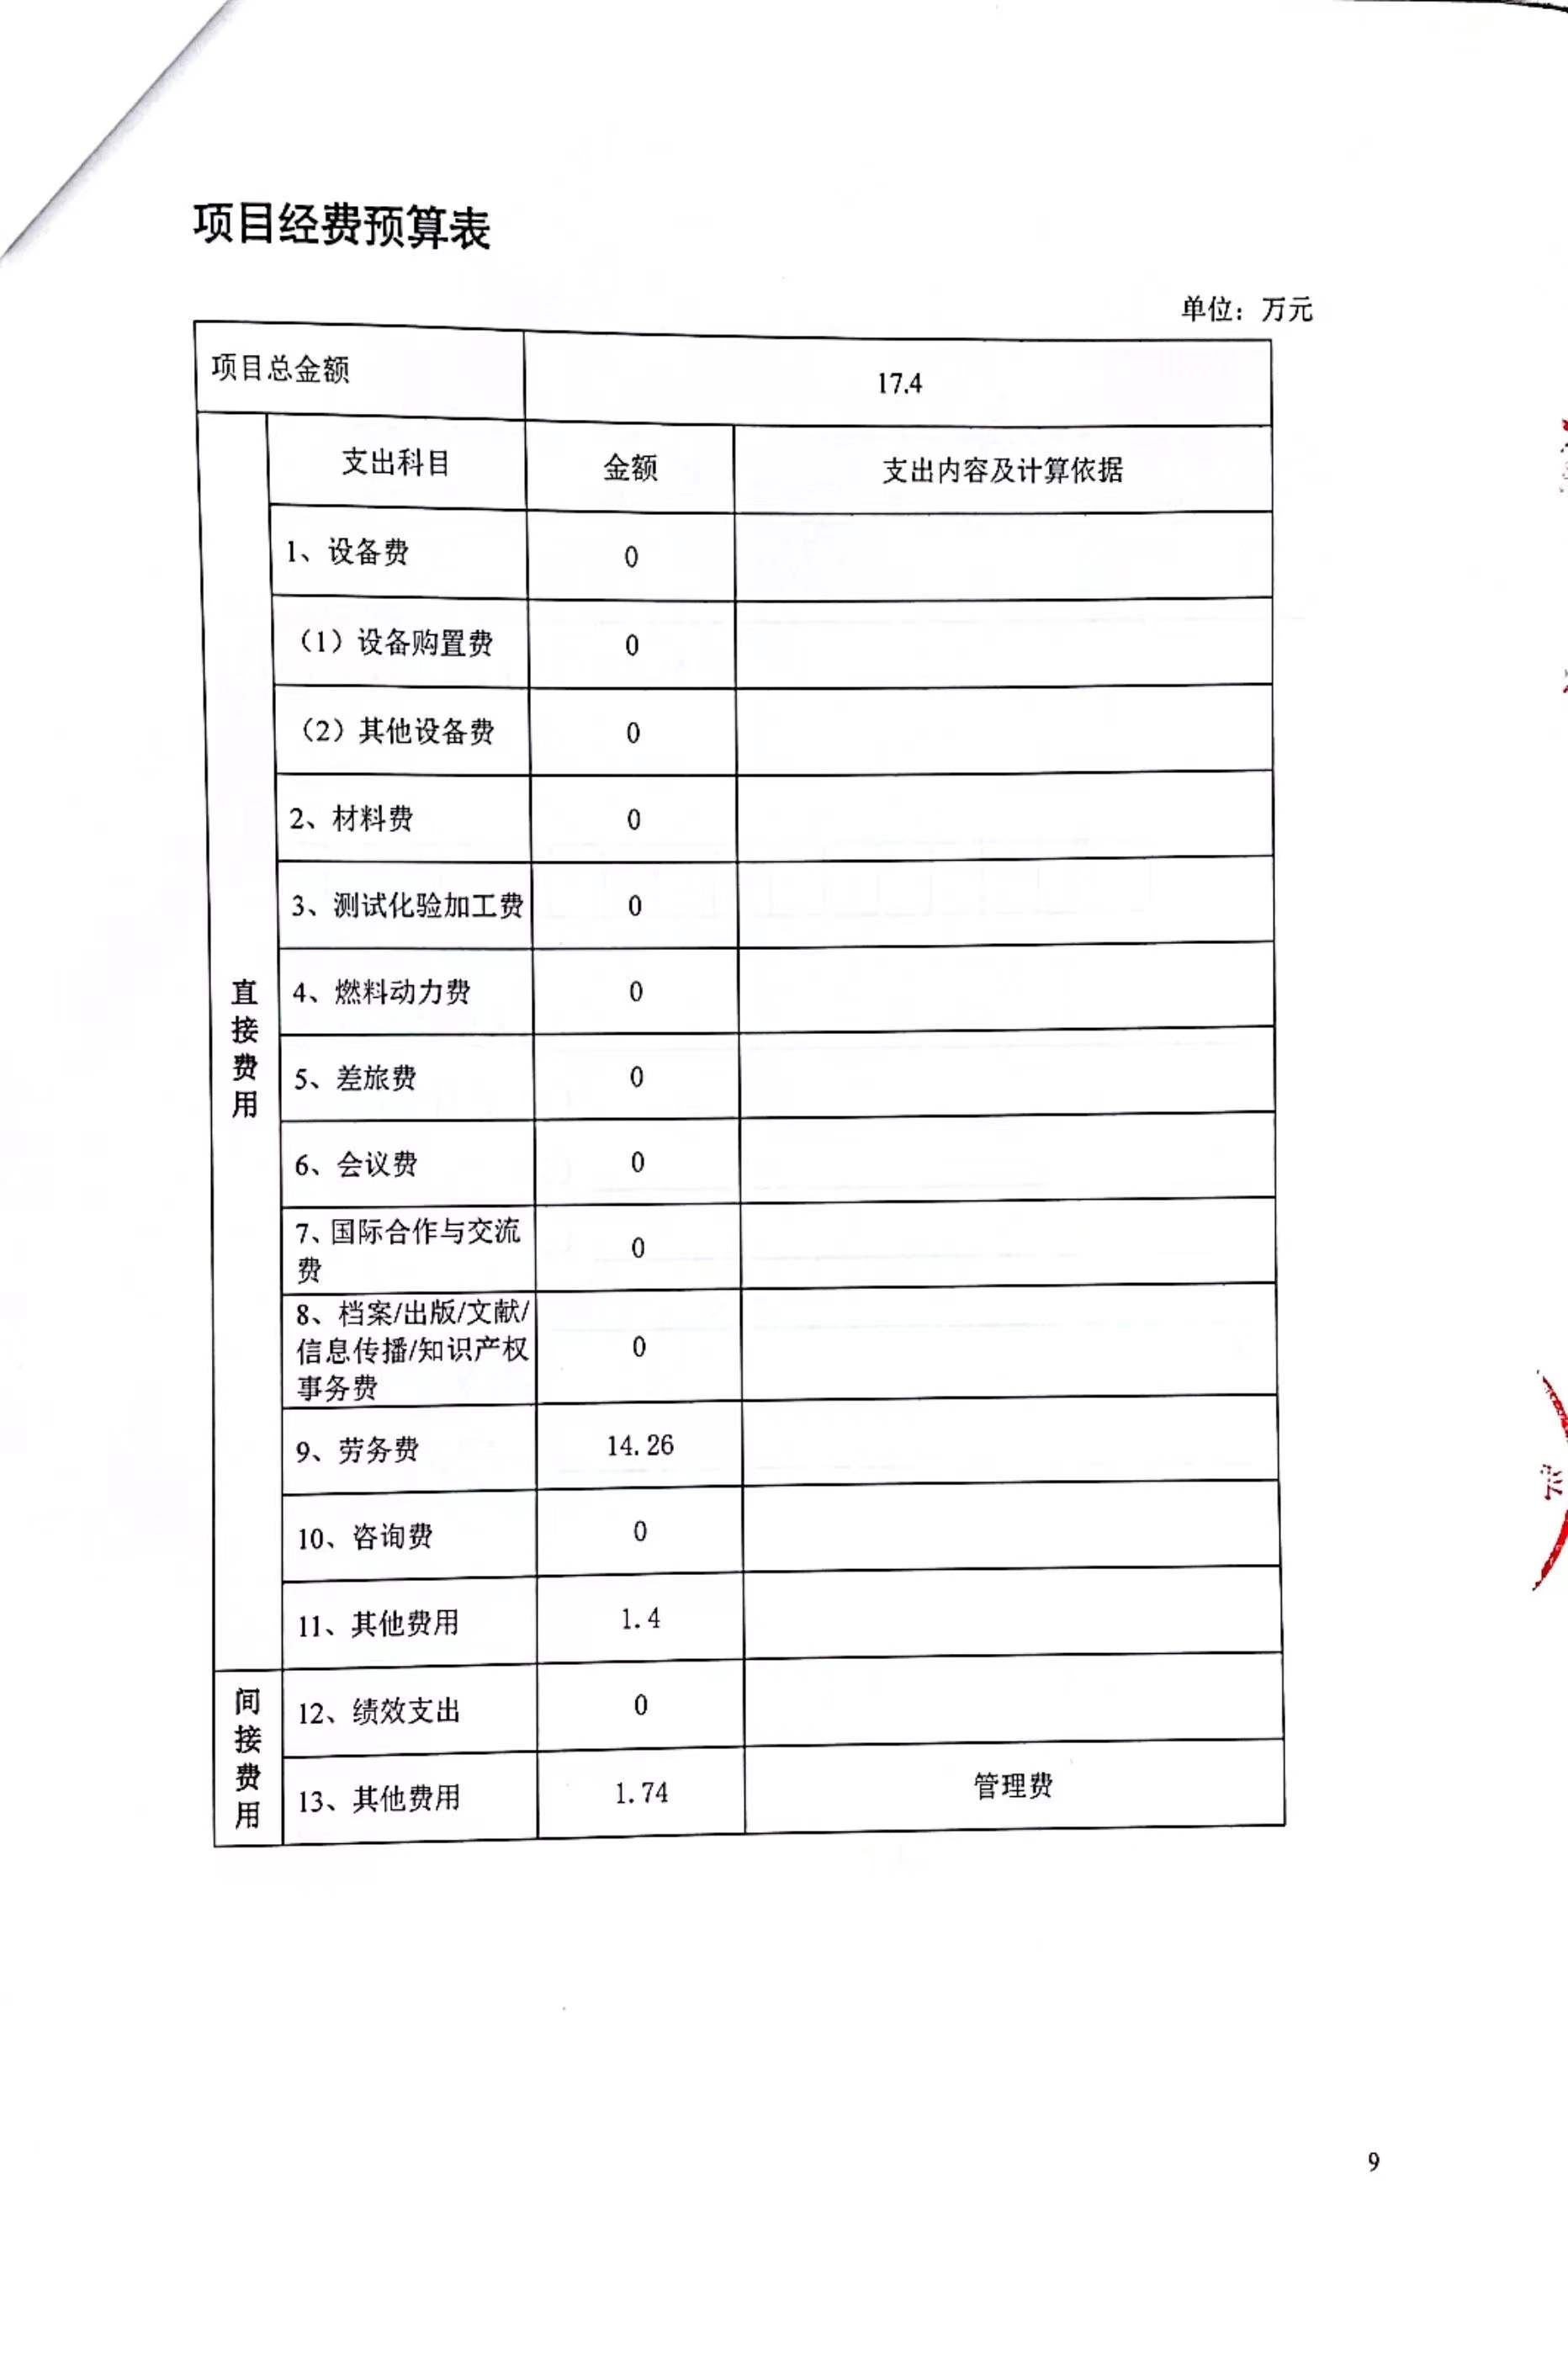 项目经费预算表
单位：万元
项目总金额 17.4
支出科目 金额 支出内容及计算依据
直接费用
1、设备费 0
（1）设备购置费 0
（2）其他设备费 0
2、材料费 0
3、测试化验加工费 0
4、燃料动力费 0
5、差旅费 0
6、会议费 0
7、国际合作与交流
费
0
8、档案/出版/文献/
信息传播/知识产权
事务费
0
9、劳务费 14.26
10、咨询费 0
11、其他费用 1.4
间接费用
12、绩效支出 0
13、其他费用 1.74 管理费
9